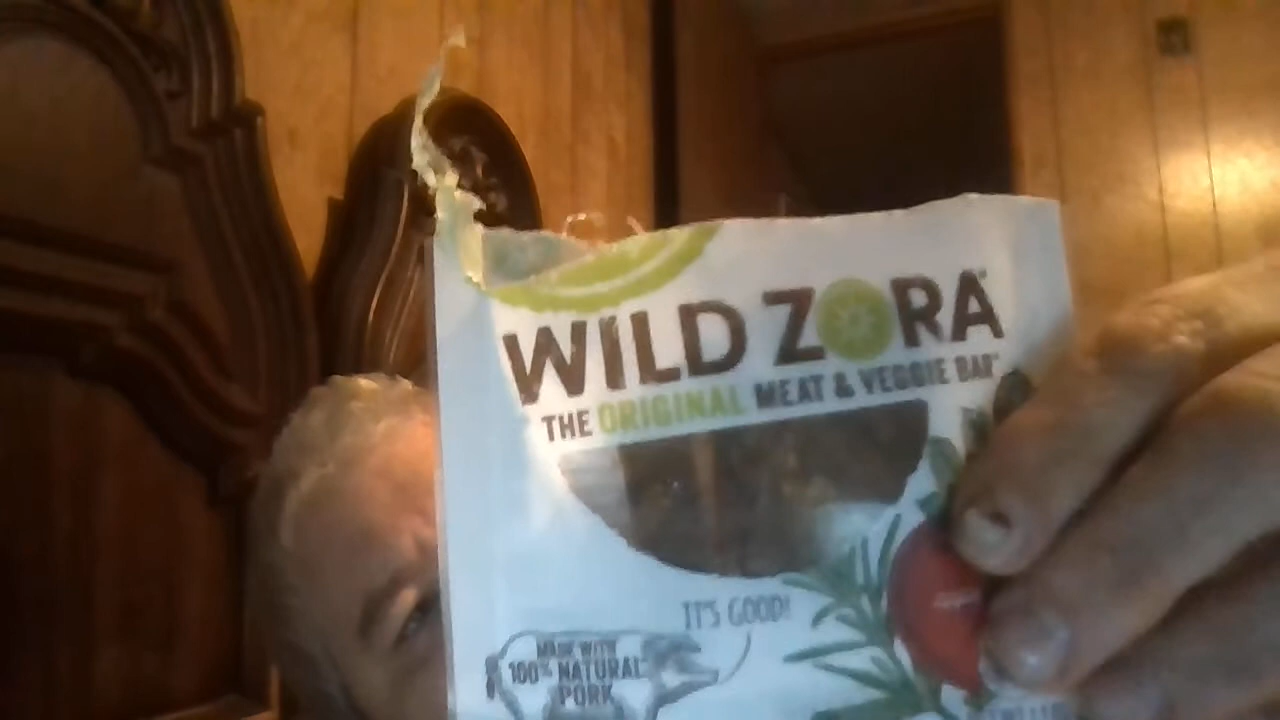 WILD ZORA
THE ORIGINAL MEAT & VEGGIE BAR
IT'S GOOD!
MADE WITH
100% NATURAL
PORK